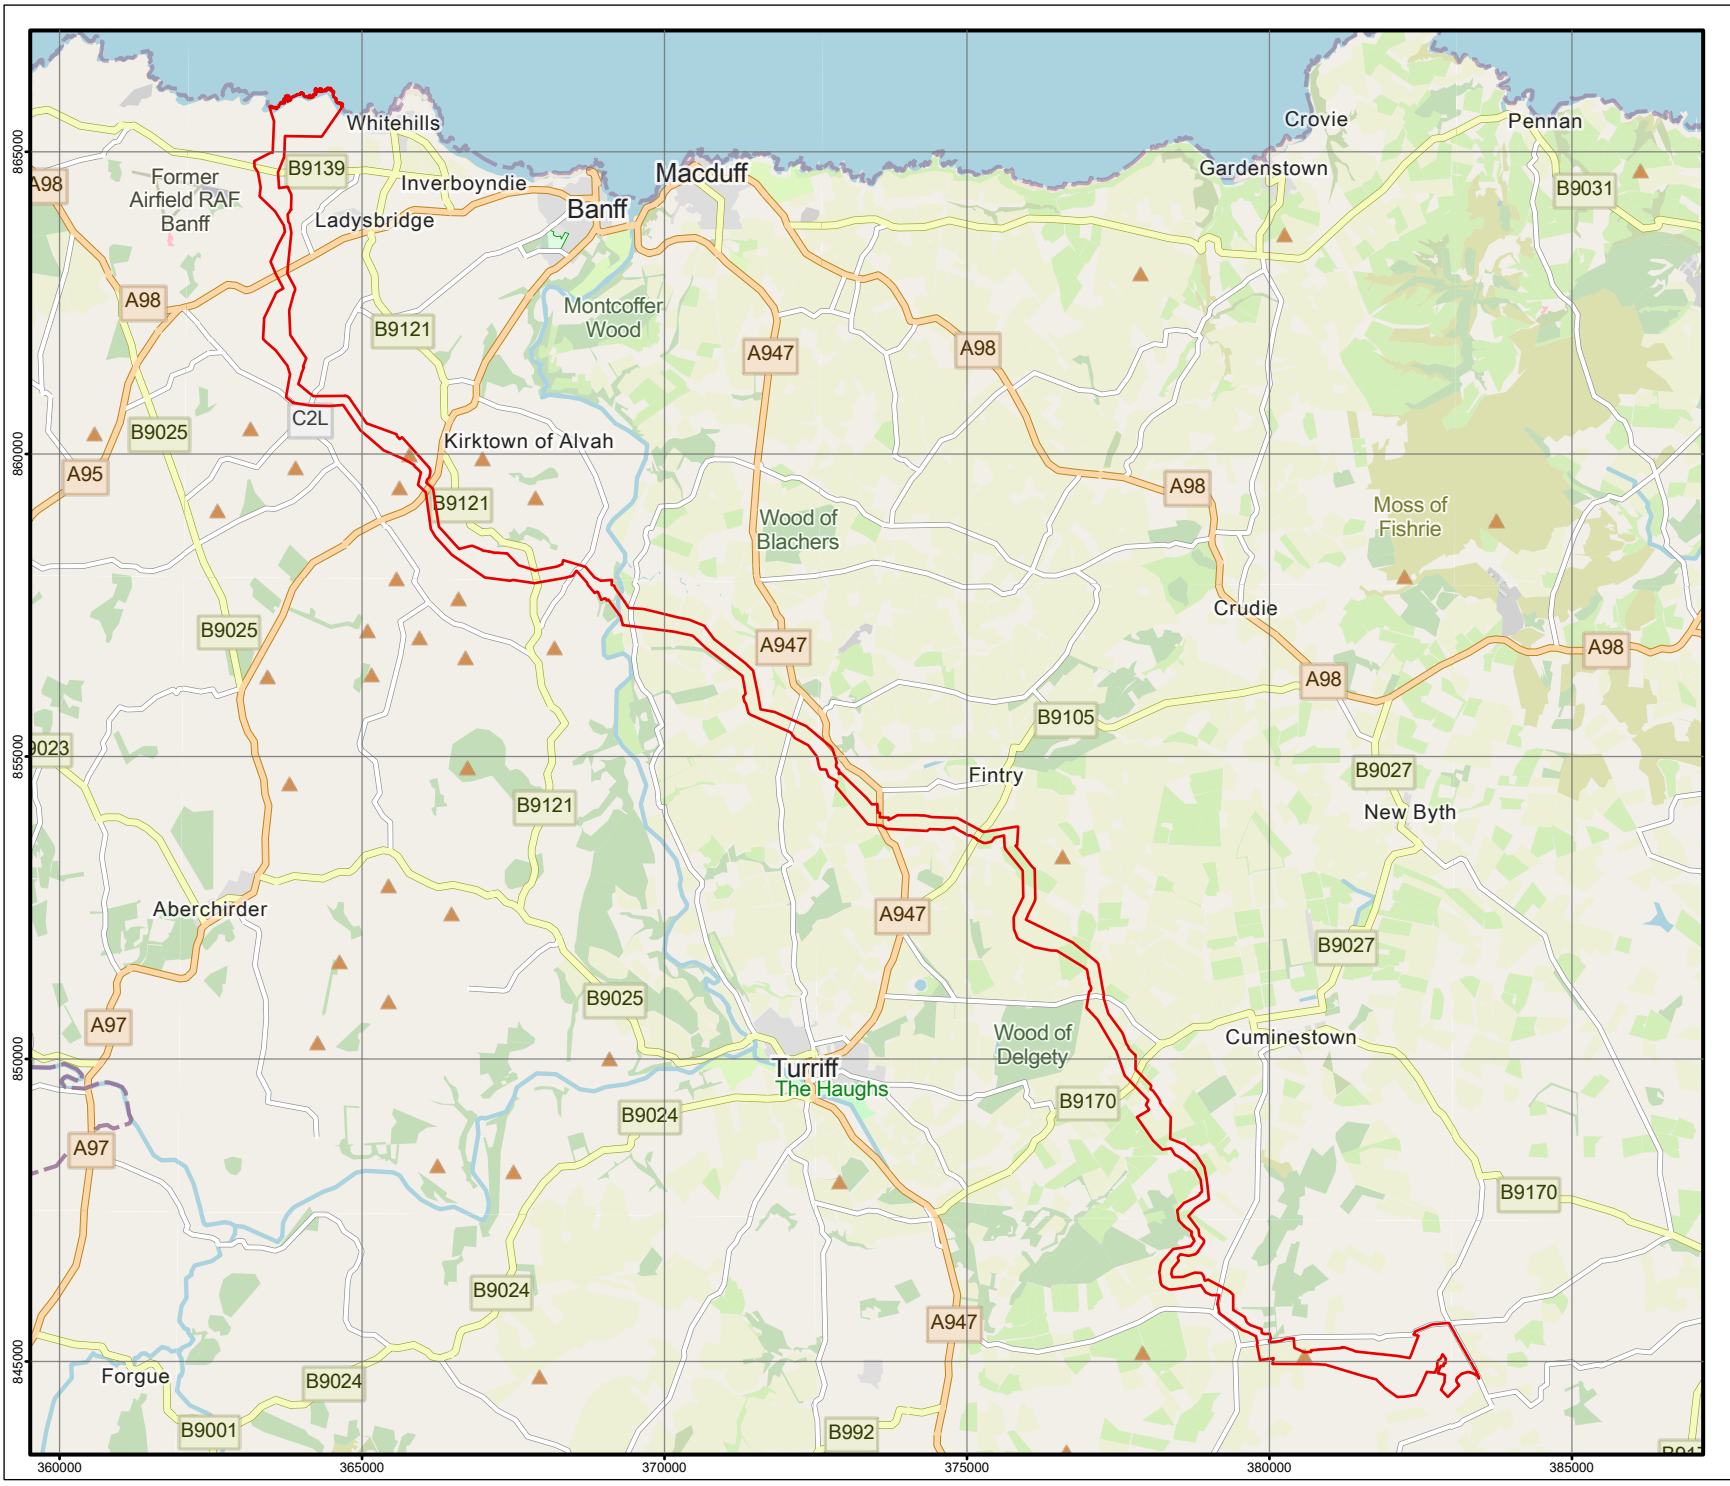 Crovie
Pennan
Whitehills
865000
B9139
Gardenstown
Macduff
A98
Former
Airfield RAF
Banff
Inverboyndie
B9031
Banff
Ladysbridge
A98
Montcoffer
Wood
B9121
A947
A98
C2L
B9025
Kirktown of Alvah
860000
A95
A98
B9121
Wood of
Blachers
Moss of
Fishrie
Crudie
B9025
A947
A98
A98
B9105
9023
855000
Fintry
B9027
B9121
New Byth
Aberchirder
A947
B9027
B9025
A97
Wood of
Delgety
Cuminestown
850000
Turriff
The Haughs
B9170
B9024
A97
B9170
B9024
A947
845000
Forgue
B9024
B9001
B992
360000
365000
370000
375000
380000
385000